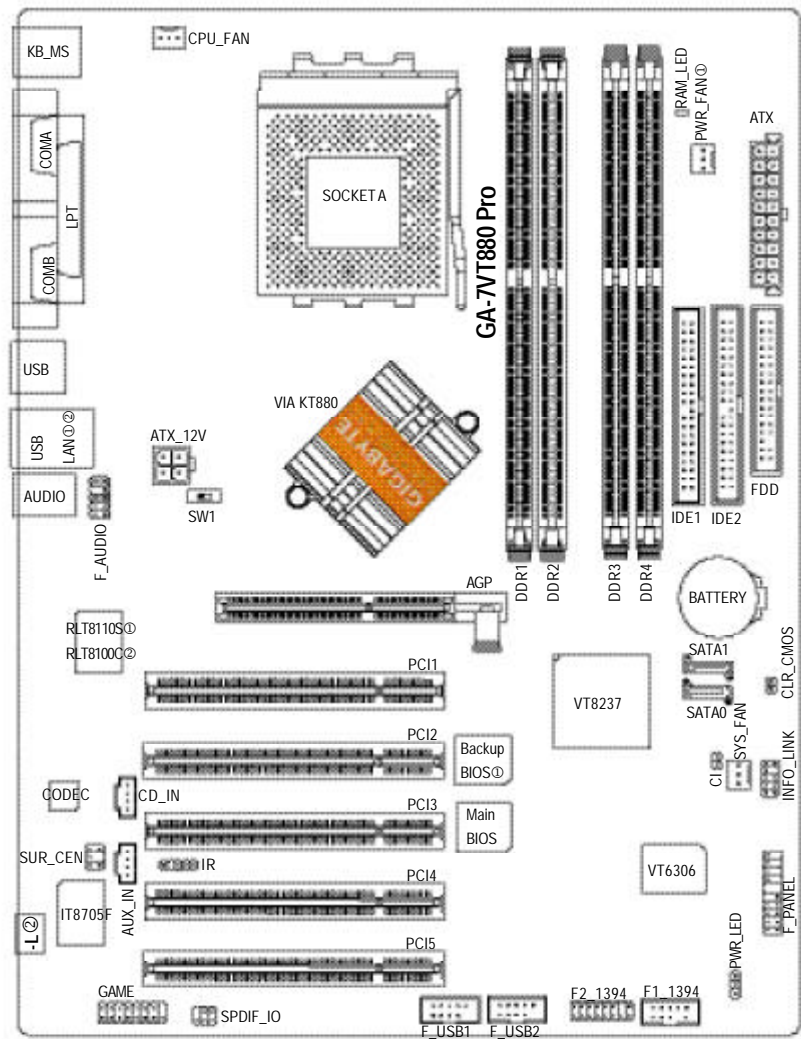 KB_MS
CPU_FAN
RAM_LED
PWR_FAN①
ATX
COMA
LPT
COMB
SOCKET A
GA-7VT880 Pro
USB
VIA KT880
GIGABYTE
USB
LAN①②
ATX_12V
AUDIO
F_AUDIO
SW1
IDE1
IDE2
FDD
DDR1
DDR2
DDR3
DDR4
AGP
BATTERY
RLT8110S①
RLT8100C②
SATA1
SATA0
CLR_CMOS
PCI1
VT8237
PCI2
Backup
BIOS①
SYS_FAN
CI
INFO_LINK
CODEC
CD_IN
PCI3
Main
BIOS
SUR_CEN
AUX_IN
IR
PCI4
VT6306
IT8705F
F_PANEL
-L②
PCI5
PWR_LED
GAME
SPDIF_IO
F_USB1
F_USB2
F2_1394
F1_1394